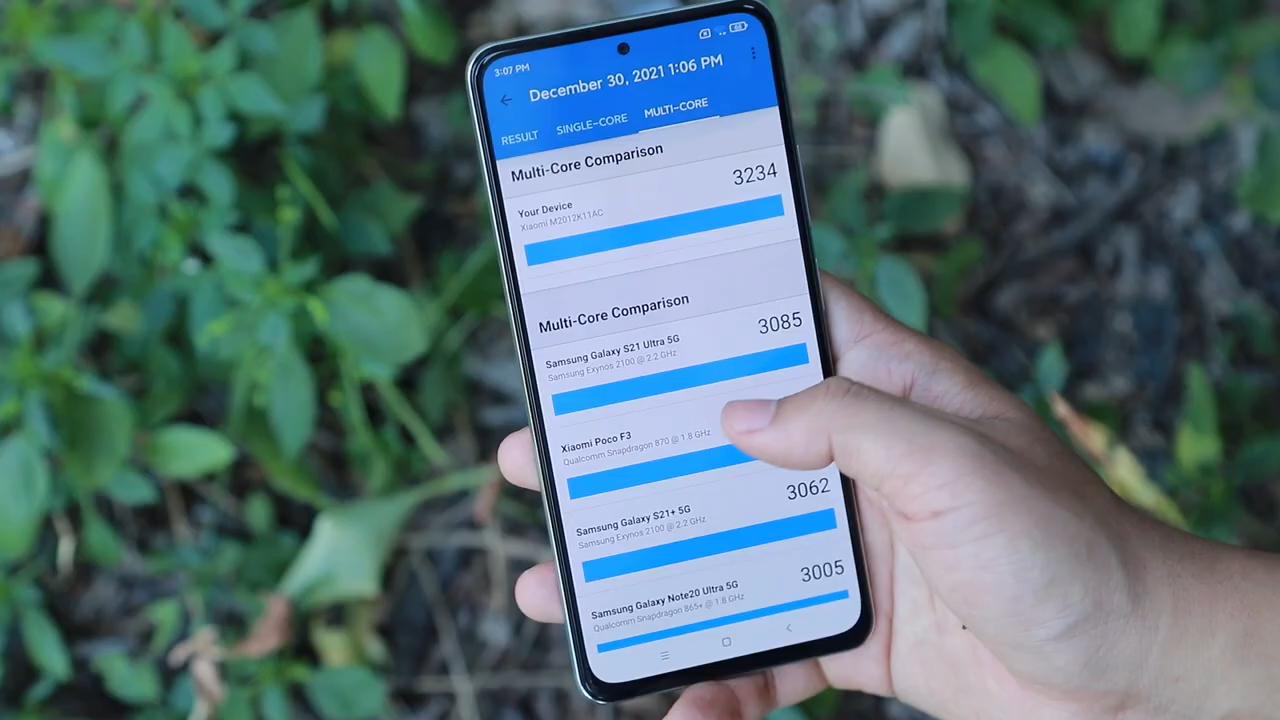 3:07 PM
68
December 30, 2021 1:06 PM
RESULT SINGLE-CORE MULTI-CORE
Multi-Core Comparison
3234
Your Device
Xiaomi M2012K11AC
Multi-Core Comparison
3085
Samsung Galaxy S21 Ultra 5G
Samsung Exynos 2100 @ 2.2 GHz
Xiaomi Poco F3
Qualcomm Snapdragon 870 @ 1.8 GHz
3062
Samsung Galaxy S21+ 5G
Samsung Exynos 2100 @ 2.2 GHz
3005
Samsung Galaxy Note20 Ultra 5G
Qualcomm Snapdragon 865+ @ 1.8 GHz